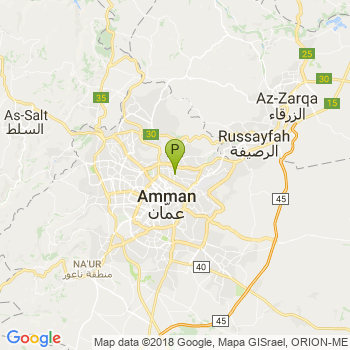 25
30
Az-Zarqa
الزرقاء
15
35
As-Salt
السلط
30
P
Russayfah
الرصيفة
Amman
عمان
45
NA'UR
منطقة ناعور
40
45
Google
Map data ©2018 Google, Mapa GISrael, ORION-ME